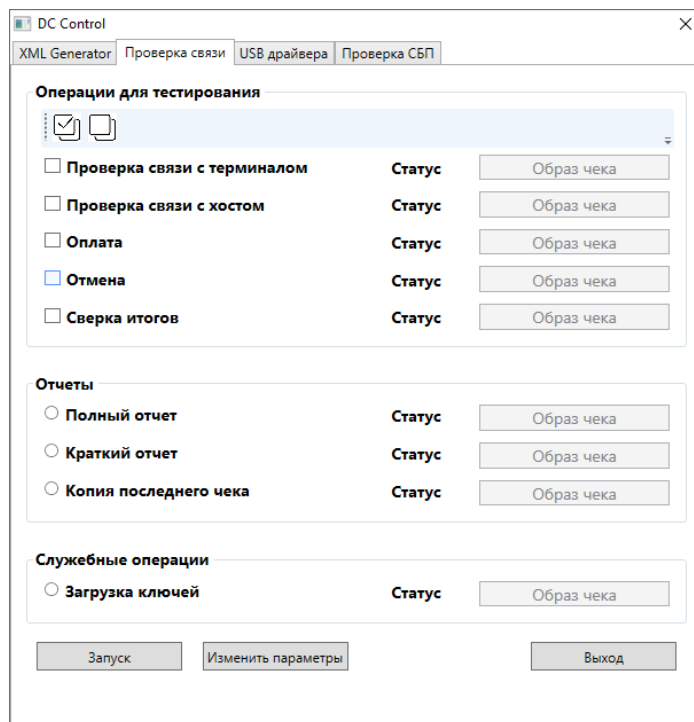 DC Control
XML Generator Проверка связи USB драйвера Проверка СБП
Операции для тестирования
Проверка связи с терминалом Статус Образ чека
Проверка связи с хостом Статус Образ чека
Оплата Статус Образ чека
Отмена Статус Образ чека
Сверка итогов Статус Образ чека
Отчеты
Полный отчет Статус Образ чека
Краткий отчет Статус Образ чека
Копия последнего чека Статус Образ чека
Служебные операции
Загрузка ключей Статус Образ чека
Запуск Изменить параметры Выход